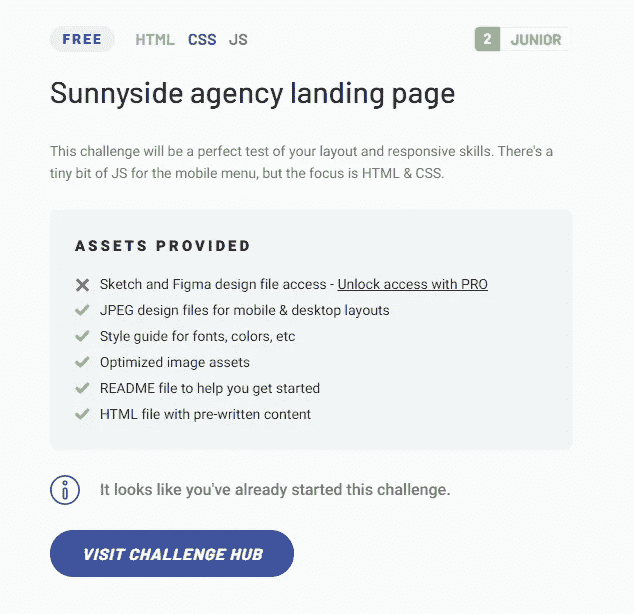 FREE HTML CSS JS 2 JUNIOR
Sunnyside agency landing page
This challenge will be a perfect test of your layout and responsive skills. There's a
tiny bit of JS for the mobile menu, but the focus is HTML & CSS.
ASSETS PROVIDED
Sketch and Figma design file access - Unlock access with PRO
JPEG design files for mobile & desktop layouts
Style guide for fonts, colors, etc
Optimized image assets
README file to help you get started
HTML file with pre-written content
It looks like you've already started this challenge.
VISIT CHALLENGE HUB